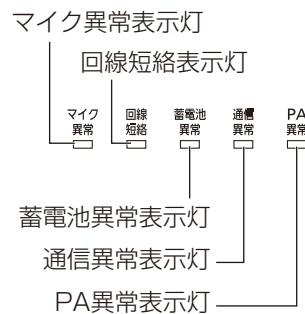 マイク異常表示灯
回線短絡表示灯
マイク
異常
回線
短絡
蓄電池
異常
通信
異常
PA
異常
蓄電池異常表示灯
通信異常表示灯
PA異常表示灯